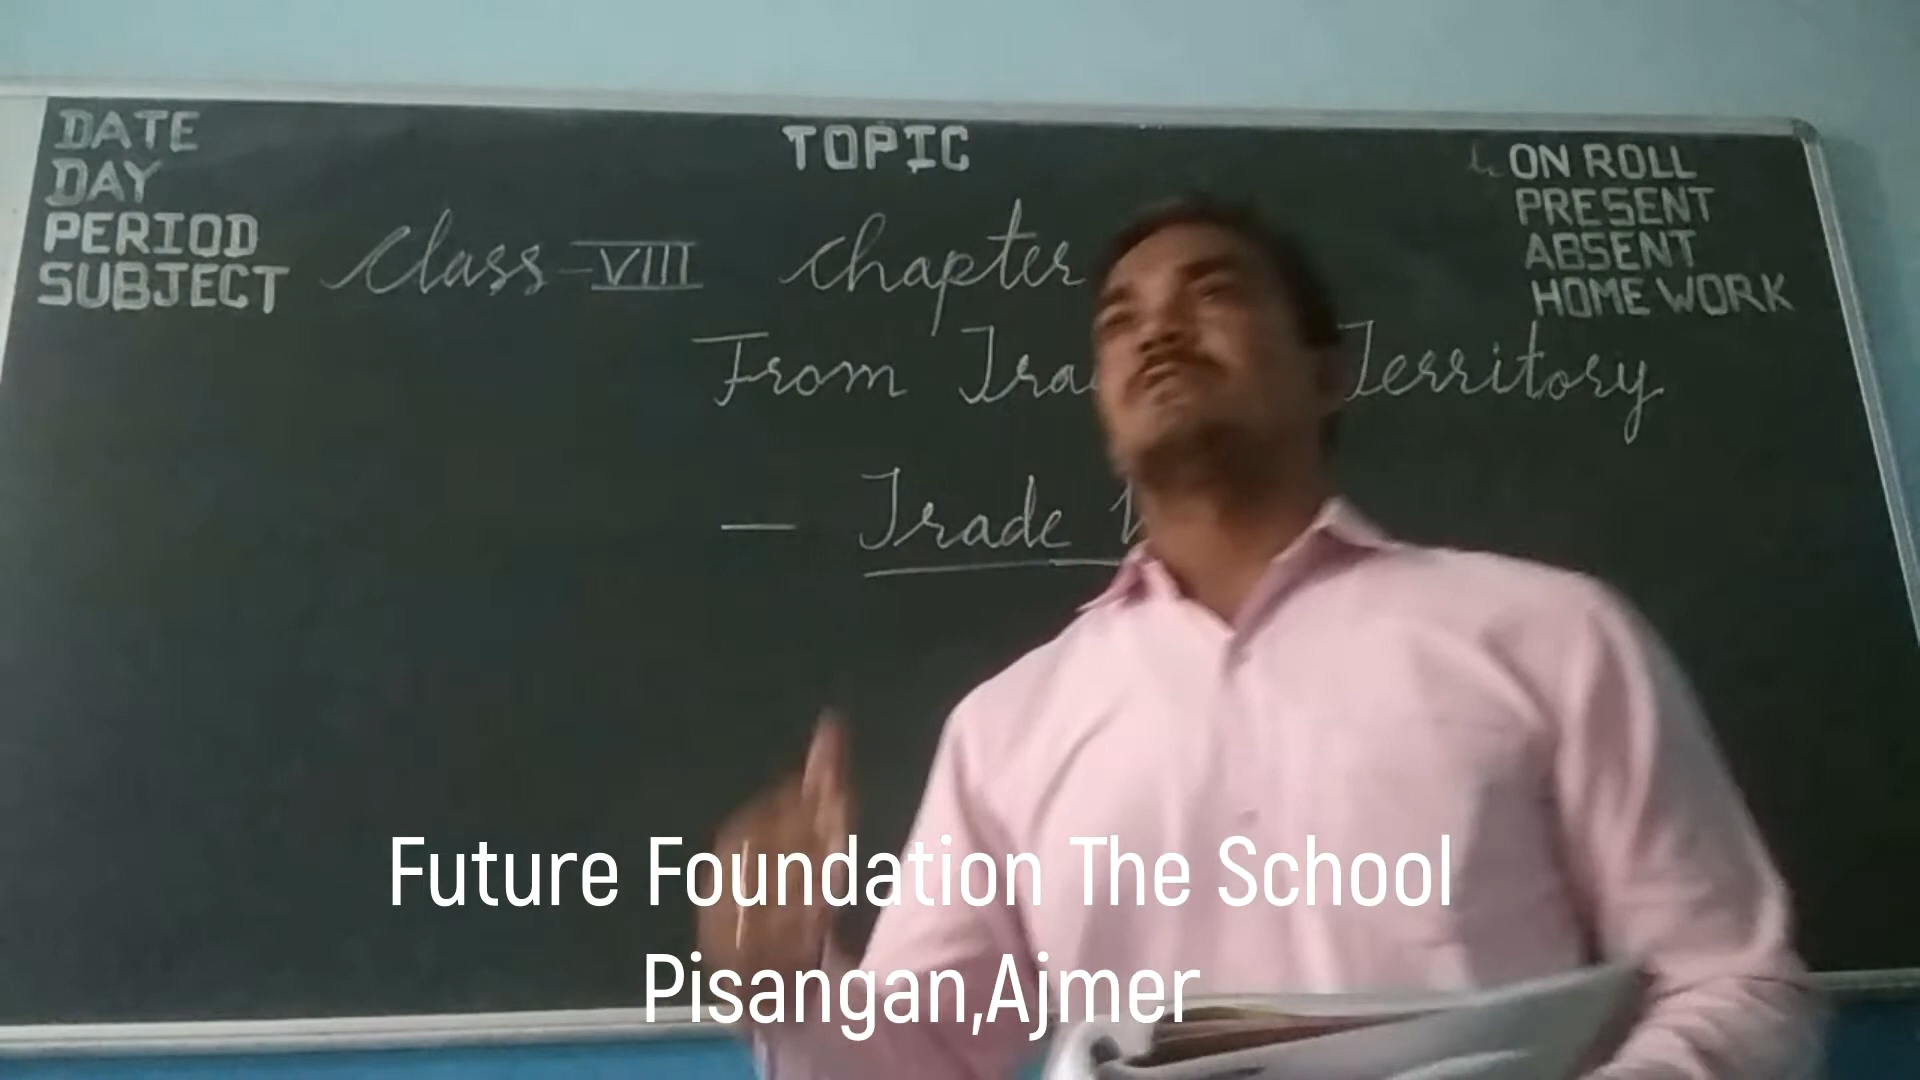 DATE
DAY
PERIOD
SUBJECT
TOPIC
ON ROLL
PRESENT
ABSENT
HOME WORK
Class-VIII chapter
From Territory
— Trade
Future Foundation The School
Pisangan,Ajmer